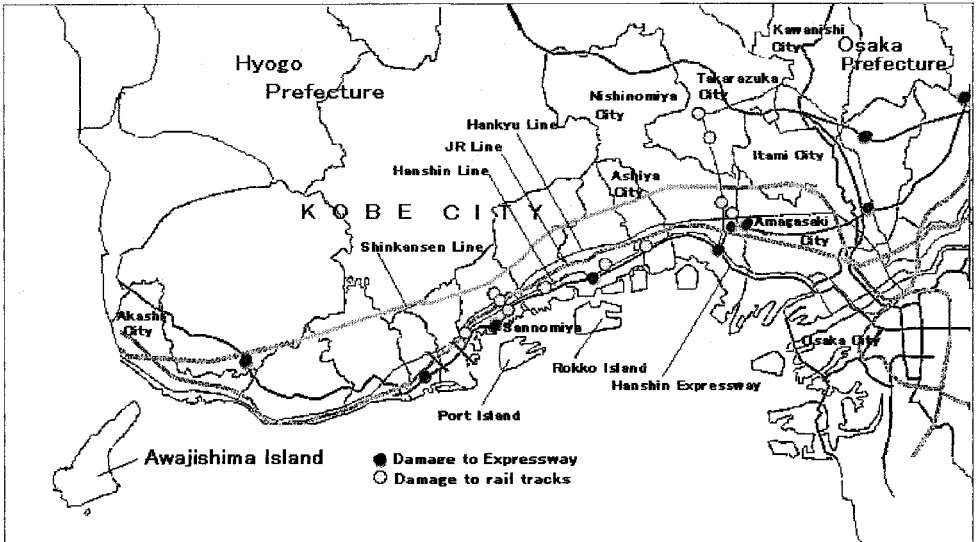 Kawanishi
City
Osaka
Prefecture
Hyogo
Prefecture
Takarazuka
City
Nishinomiya
City
Hankyu Line
JR Line
Hanshin Line
Itami City
Ashiya
City
KOBE CITY
Amagasaki
City
Shinkansen Line
Akashi
City
Sannomiya
Osaka City
Rokko Island
Hanshin Expressway
Port Island
Awajishima Island
Damage to Expressway
Damage to rail tracks